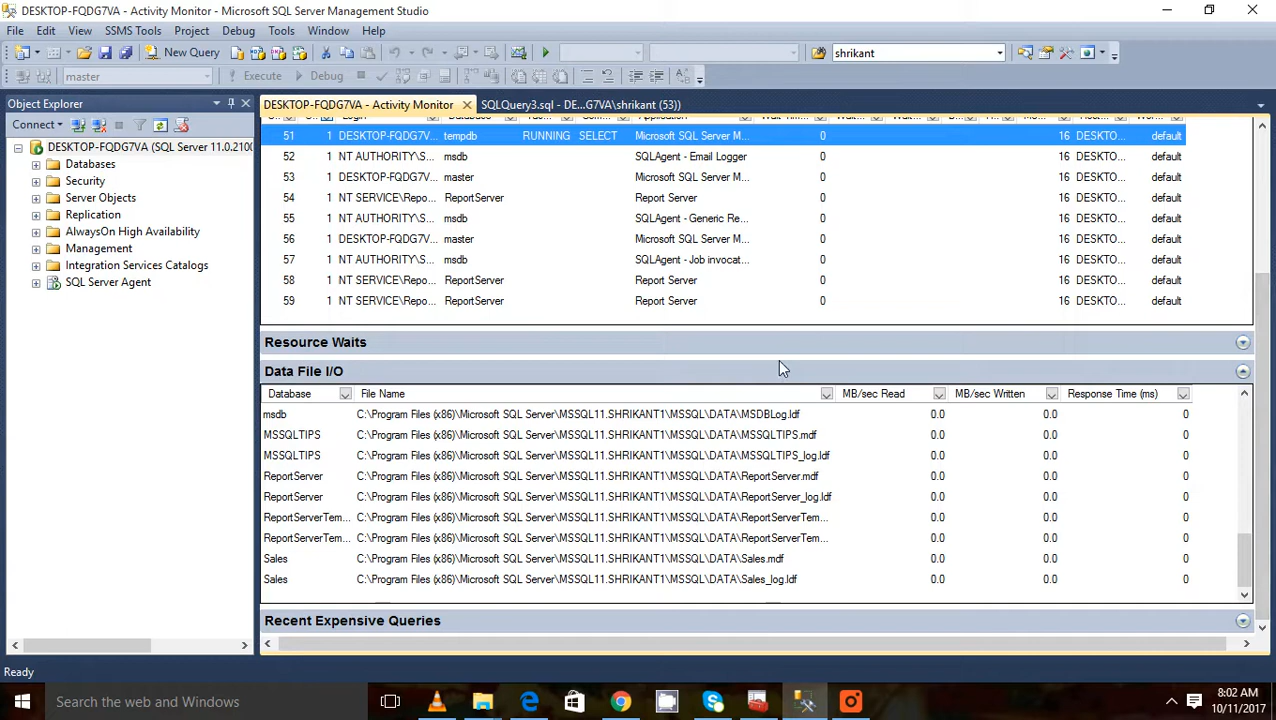 DESKTOP-FQDG7VA - Activity Monitor - Microsoft SQL Server Management Studio
File Edit View Project Debug SSMS Tools Tools Window Help
New Query shrikant
master Execute Debug
Object Explorer
DESKTOP-FQDG7VA - Activity Monitor SQLQuery3.sql - DE...G7VA\shrikant (53))
Connect
DESKTOP-FQDG7VA (SQL Server 11.0.2100
Databases
Security
Server Objects
Replication
AlwaysOn High Availability
Management
Integration Services Catalogs
SQL Server Agent
51 1 DESKTOP-FQDG7V... tempdb RUNNING SELECT Microsoft SQL Server M... 0 16 DESKTO... default
52 1 NT AUTHORITY\S... msdb SQLAgent - Email Logger 0 16 DESKTO... default
53 1 DESKTOP-FQDG7V... master Microsoft SQL Server M... 0 16 DESKTO... default
54 1 NT SERVICE\Repo... ReportServer Report Server 0 16 DESKTO... default
55 1 NT AUTHORITY\S... msdb SQLAgent - Generic Re... 0 16 DESKTO... default
56 1 DESKTOP-FQDG7V... master Microsoft SQL Server M... 0 16 DESKTO... default
57 1 NT AUTHORITY\S... msdb SQLAgent - Job invocat... 0 16 DESKTO... default
58 1 NT SERVICE\Repo... ReportServer Report Server 0 16 DESKTO... default
59 1 NT SERVICE\Repo... ReportServer Report Server 0 16 DESKTO... default
Resource Waits
Data File I/O
Database File Name MB/sec Read MB/sec Written Response Time (ms)
msdb C:\Program Files (x86)\Microsoft SQL Server\MSSQL11.SHRIKANT1\MSSQL\DATA\MSDBLog.ldf 0.0 0.0 0
MSSQLTIPS C:\Program Files (x86)\Microsoft SQL Server\MSSQL11.SHRIKANT1\MSSQL\DATA\MSSQLTIPS.mdf 0.0 0.0 0
MSSQLTIPS C:\Program Files (x86)\Microsoft SQL Server\MSSQL11.SHRIKANT1\MSSQL\DATA\MSSQLTIPS_log.ldf 0.0 0.0 0
ReportServer C:\Program Files (x86)\Microsoft SQL Server\MSSQL11.SHRIKANT1\MSSQL\DATA\ReportServer.mdf 0.0 0.0 0
ReportServer C:\Program Files (x86)\Microsoft SQL Server\MSSQL11.SHRIKANT1\MSSQL\DATA\ReportServer_log.ldf 0.0 0.0 0
ReportServerTem... C:\Program Files (x86)\Microsoft SQL Server\MSSQL11.SHRIKANT1\MSSQL\DATA\ReportServerTem... 0.0 0.0 0
ReportServerTem... C:\Program Files (x86)\Microsoft SQL Server\MSSQL11.SHRIKANT1\MSSQL\DATA\ReportServerTem... 0.0 0.0 0
Sales C:\Program Files (x86)\Microsoft SQL Server\MSSQL11.SHRIKANT1\MSSQL\DATA\Sales.mdf 0.0 0.0 0
Sales C:\Program Files (x86)\Microsoft SQL Server\MSSQL11.SHRIKANT1\MSSQL\DATA\Sales_log.ldf 0.0 0.0 0
Recent Expensive Queries
Ready
Search the web and Windows
8:02 AM
10/11/2017